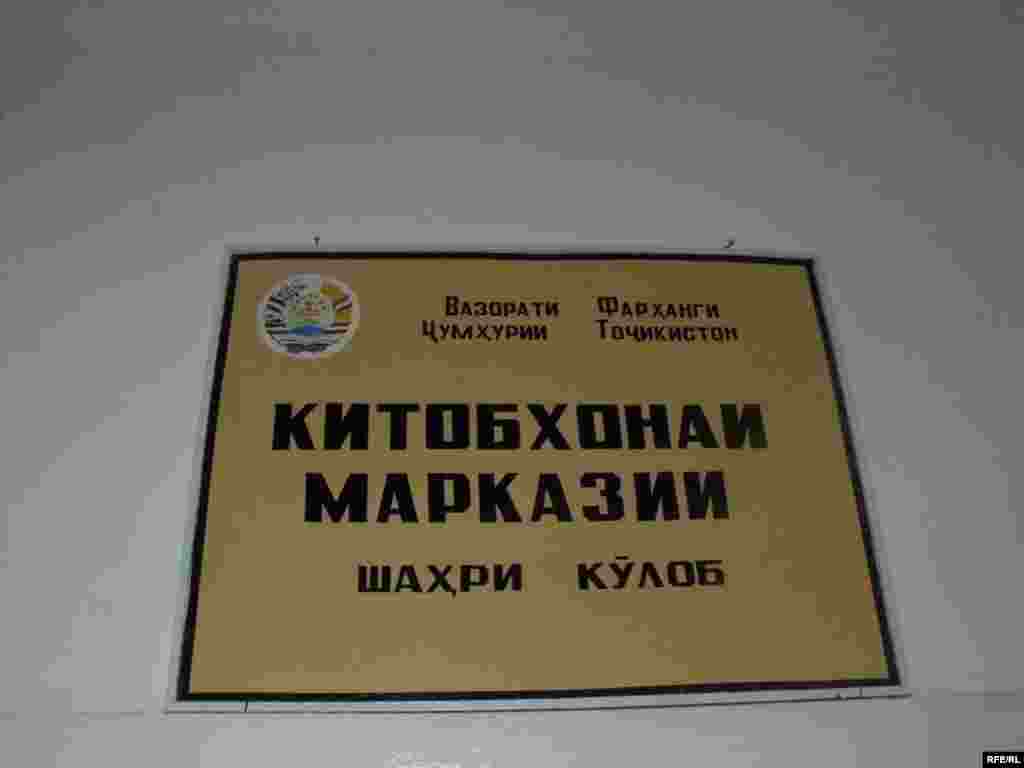 Вазорати Фарҳанги
Ҷумҳурии Тоҷикистон
КИТОБХОНАИ
МАРКАЗИИ
ШАҲРИ КӮЛОБ
RFE/RL